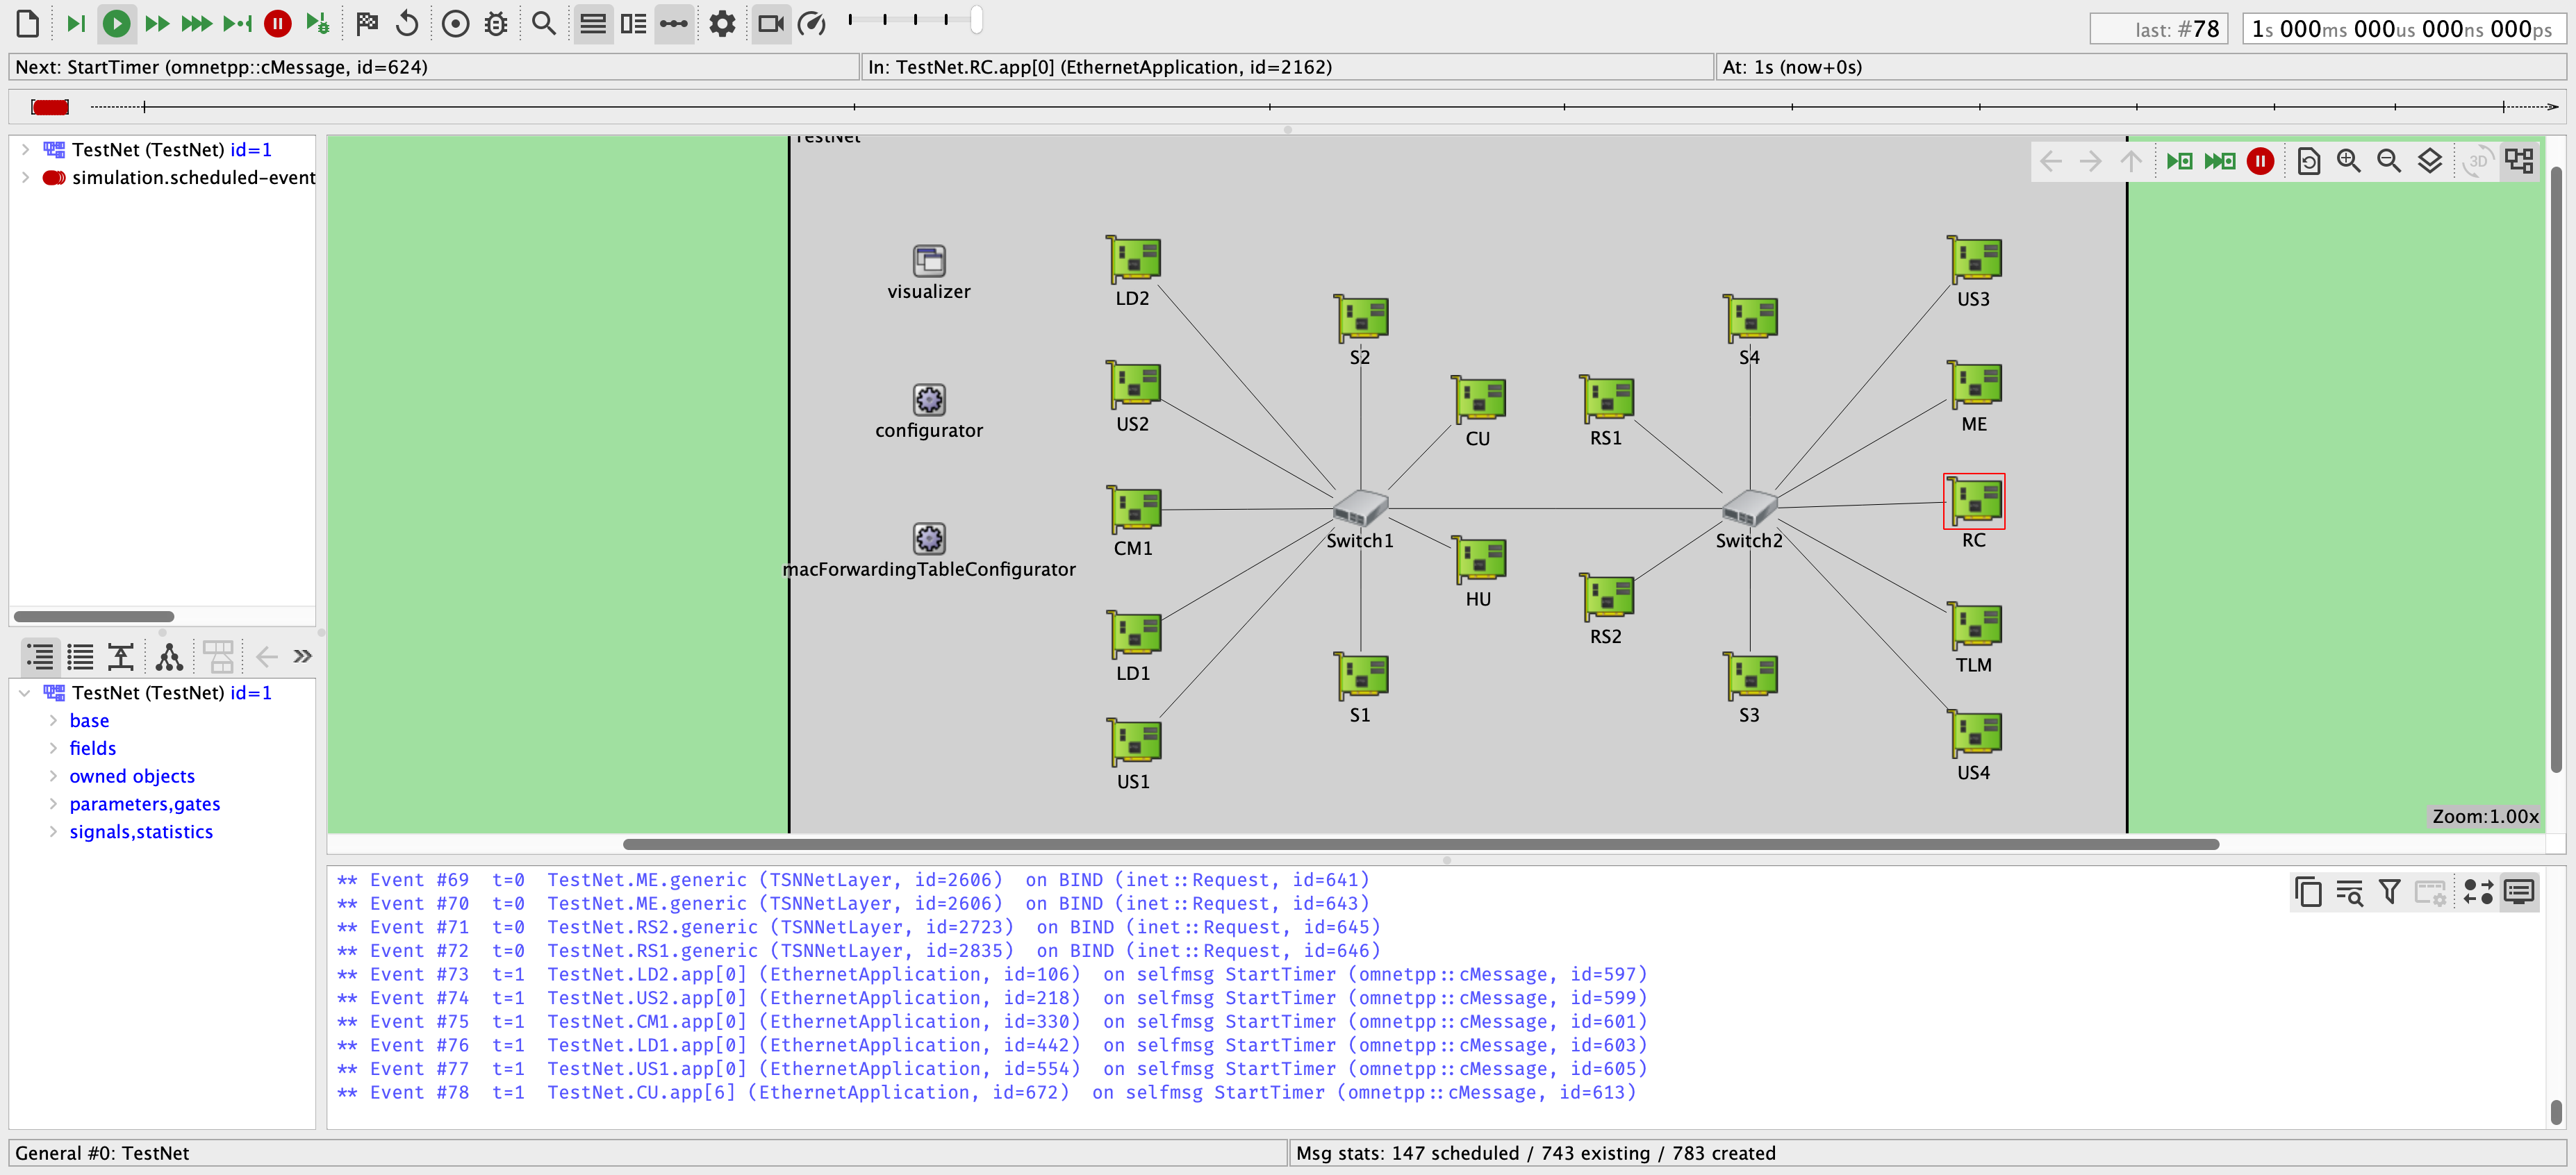 last: #78
1s 000ms 000us 000ns 000ps
Next: StartTimer (omnetpp::cMessage, id=624)
In: TestNet.RC.app[0] (EthernetApplication, id=2162)
At: 1s (now+0s)
TestNet (TestNet) id=1
simulation.scheduled-event
TestNet
3D
visualizer
configurator
macForwardingTableConfigurator
LD2
US2
CM1
LD1
US1
S2
CU
Switch1
HU
S1
RS1
S4
Switch2
RS2
S3
US3
ME
RC
TLM
US4
Zoom:1.00x
TestNet (TestNet) id=1
base
fields
owned objects
parameters,gates
signals,statistics
** Event #69 t=0 TestNet.ME.generic (TSNNetLayer, id=2606) on BIND (inet::Request, id=641)
** Event #70 t=0 TestNet.ME.generic (TSNNetLayer, id=2606) on BIND (inet::Request, id=643)
** Event #71 t=0 TestNet.RS2.generic (TSNNetLayer, id=2723) on BIND (inet::Request, id=645)
** Event #72 t=0 TestNet.RS1.generic (TSNNetLayer, id=2835) on BIND (inet::Request, id=646)
** Event #73 t=1 TestNet.LD2.app[0] (EthernetApplication, id=106) on selfmsg StartTimer (omnetpp::cMessage, id=597)
** Event #74 t=1 TestNet.US2.app[0] (EthernetApplication, id=218) on selfmsg StartTimer (omnetpp::cMessage, id=599)
** Event #75 t=1 TestNet.CM1.app[0] (EthernetApplication, id=330) on selfmsg StartTimer (omnetpp::cMessage, id=601)
** Event #76 t=1 TestNet.LD1.app[0] (EthernetApplication, id=442) on selfmsg StartTimer (omnetpp::cMessage, id=603)
** Event #77 t=1 TestNet.US1.app[0] (EthernetApplication, id=554) on selfmsg StartTimer (omnetpp::cMessage, id=605)
** Event #78 t=1 TestNet.CU.app[6] (EthernetApplication, id=672) on selfmsg StartTimer (omnetpp::cMessage, id=613)
General #0: TestNet
Msg stats: 147 scheduled / 743 existing / 783 created